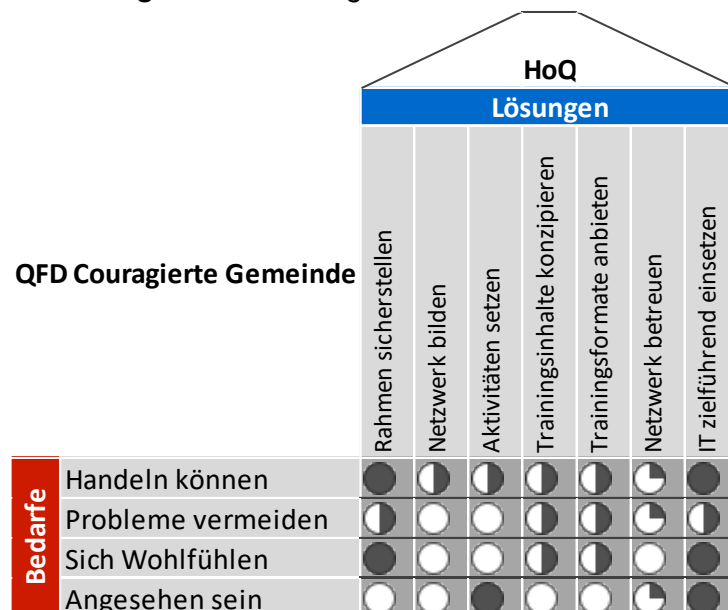 HoQ
Lösungen
QFD Couragierte Gemeinde
Rahmen sicherstellen
Netzwerk bilden
Aktivitäten setzen
Trainingsinhalte konzipieren
Trainingsformate anbieten
Netzwerk betreuen
IT zielführend einsetzen
Bedarfe
Handeln können
Probleme vermeiden
Sich Wohlfühlen
Angesehen sein